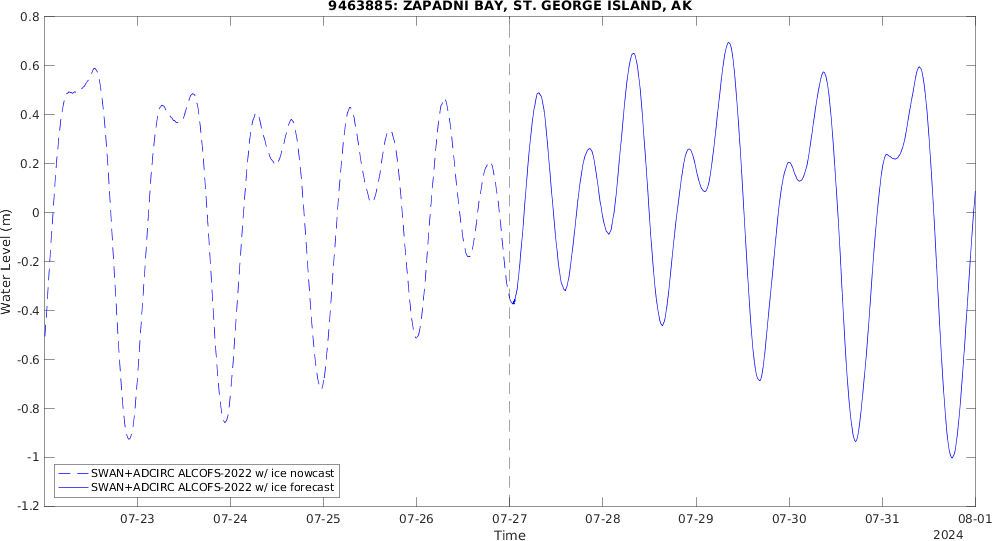 9463885: ZAPADNI BAY, ST. GEORGE ISLAND, AK
0.8
0.6
0.4
0.2
0
-0.2
-0.4
-0.6
-0.8
-1
-1.2
Water Level (m)
SWAN+ADCIRC ALCOFS-2022 w/ ice nowcast
SWAN+ADCIRC ALCOFS-2022 w/ ice forecast
07-23 07-24 07-25 07-26 07-27 07-28 07-29 07-30 07-31 08-01
Time
2024